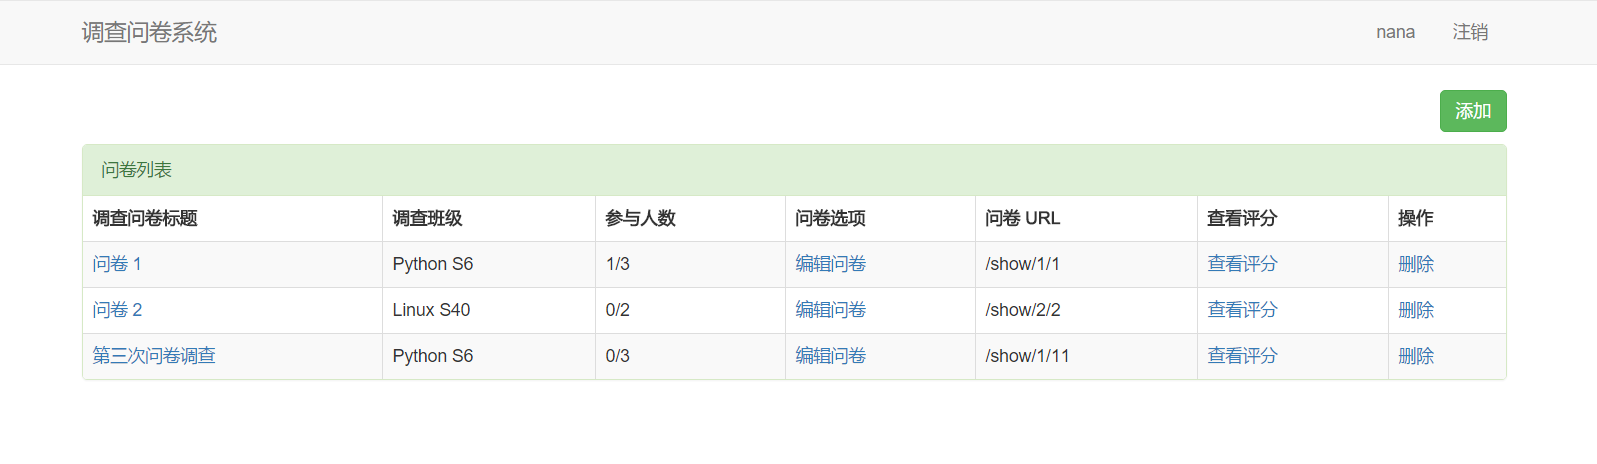 调查问卷系统 nana 注销
添加
问卷列表
调查问卷标题 调查班级 参与人数 问卷选项 问卷 URL 查看评分 操作
问卷 1 Python S6 1/3 编辑问卷 /show/1/1 查看评分 删除
问卷 2 Linux S40 0/2 编辑问卷 /show/2/2 查看评分 删除
第三次问卷调查 Python S6 0/3 编辑问卷 /show/1/11 查看评分 删除